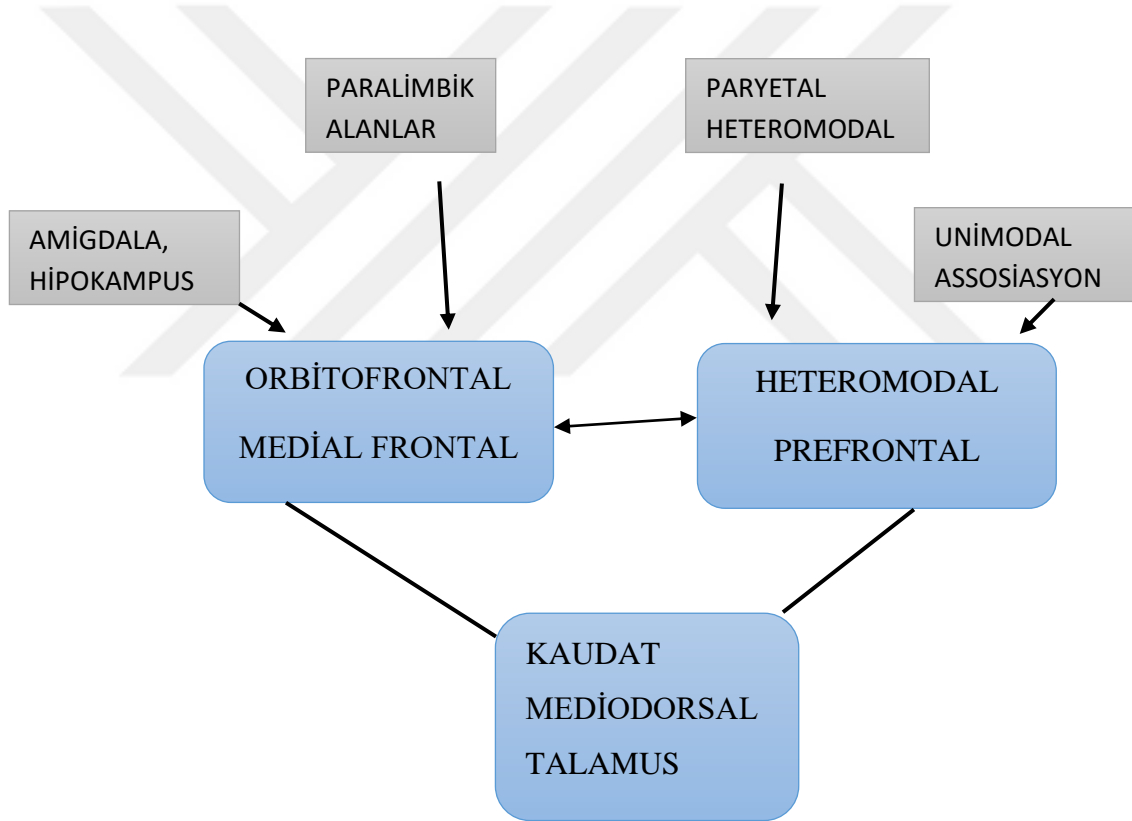 PARALİMBİK
ALANLAR
PARYETAL
HETEROMODAL
AMİGDALA,
HİPOKAMPUS
UNİMODAL
ASSOSİASYON
ORBİTOFRONTAL
MEDİAL FRONTAL
HETEROMODAL
PREFRONTAL
KAUDAT
MEDİODORSAL
TALAMUS